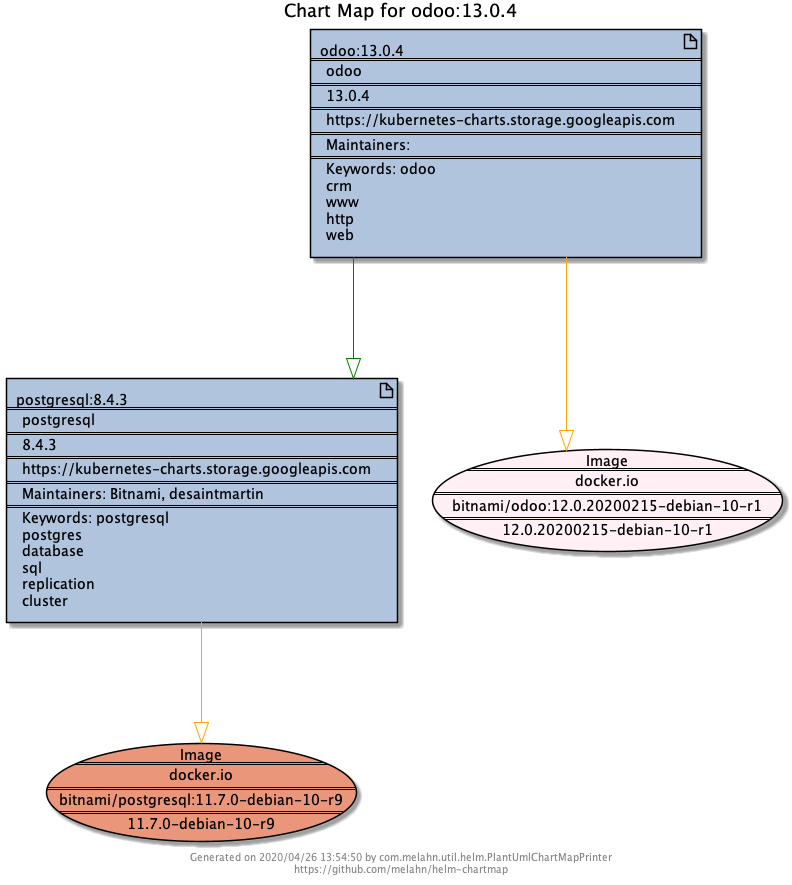 Chart Map for odoo:13.0.4
odoo:13.0.4
odoo
13.0.4
https://kubernetes-charts.storage.googleapis.com
Maintainers:
Keywords: odoo
crm
www
http
web
postgresql:8.4.3
postgresql
8.4.3
https://kubernetes-charts.storage.googleapis.com
Maintainers: Bitnami, desaintmartin
Keywords: postgresql
postgres
database
sql
replication
cluster
Image
docker.io
bitnami/odoo:12.0.20200215-debian-10-r1
12.0.20200215-debian-10-r1
Image
docker.io
bitnami/postgresql:11.7.0-debian-10-r9
11.7.0-debian-10-r9
Generated on 2020/04/26 13:54:50 by com.melahn.util.helm.PlantUmlChartMapPrinter
https://github.com/melahn/helm-chartmap